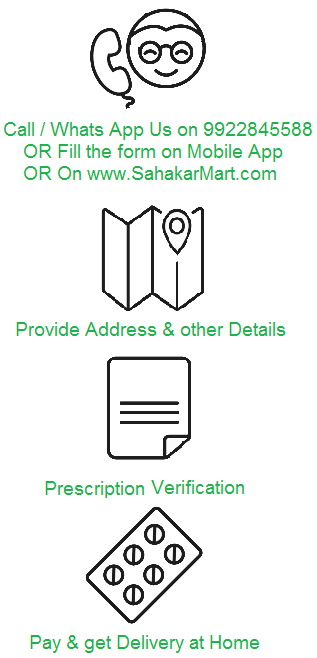 Call / Whats App Us on 9922845588
OR Fill the form on Mobile App
OR On www.SahakarMart.com
Provide Address & other Details
Prescription Verification
Pay & get Delivery at Home